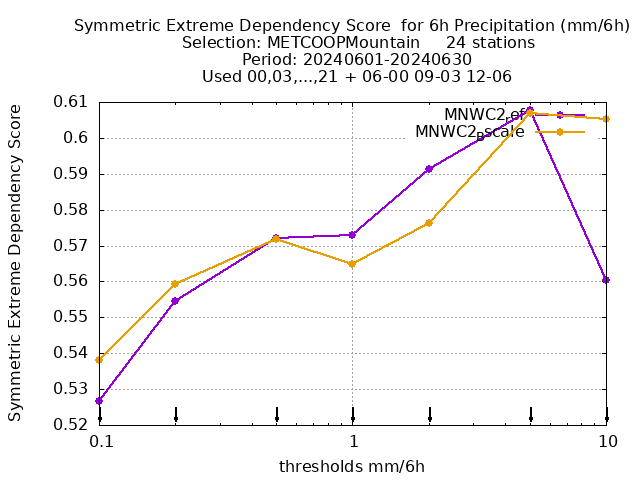 Symmetric Extreme Dependency Score for 6h Precipitation (mm/6h)
Selection: METCOOPMountain 24 stations
Period: 20240601-20240630
Used 00,03,...,21 + 06-00 09-03 12-06
Symmetric Extreme Dependency Score
0.61
0.6
0.59
0.58
0.57
0.56
0.55
0.54
0.53
0.52
MNWC2
MNWC2
scale
0.1
1
10
thresholds mm/6h